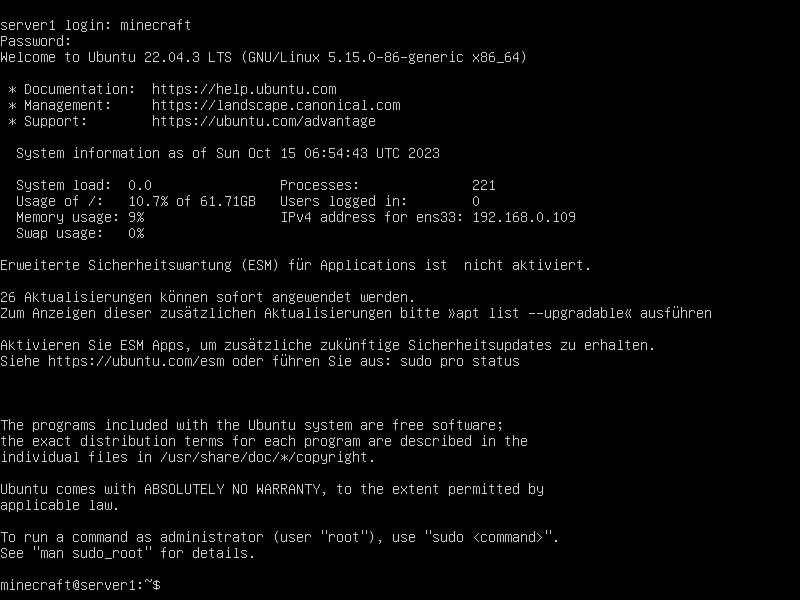 server1 login: minecraft
Password:
Welcome to Ubuntu 22.04.3 LTS (GNU/Linux 5.15.0-86-generic x86_64)
* Documentation:  https://help.ubuntu.com
* Management:     https://landscape.canonical.com
* Support:        https://ubuntu.com/advantage
System information as of Sun Oct 15 06:54:43 UTC 2023
System load:  0.0                Processes:              221
Usage of /:   10.7% of 61.71GB   Users logged in:        0
Memory usage: 9%                 IPv4 address for ens33: 192.168.0.109
Swap usage:   0%
Erweiterte Sicherheitswartung (ESM) für Applications ist  nicht aktiviert.
26 Aktualisierungen können sofort angewendet werden.
Zum Anzeigen dieser zusätzlichen Aktualisierungen bitte »apt list --upgradable« ausführen
Aktivieren Sie ESM Apps, um zusätzliche zukünftige Sicherheitsupdates zu erhalten.
Siehe https://ubuntu.com/esm oder führen Sie aus: sudo pro status
The programs included with the Ubuntu system are free software;
the exact distribution terms for each program are described in the
individual files in /usr/share/doc/*/copyright.
Ubuntu comes with ABSOLUTELY NO WARRANTY, to the extent permitted by
applicable law.
To run a command as administrator (user "root"), use "sudo <command>".
See "man sudo_root" for details.
minecraft@server1:~$